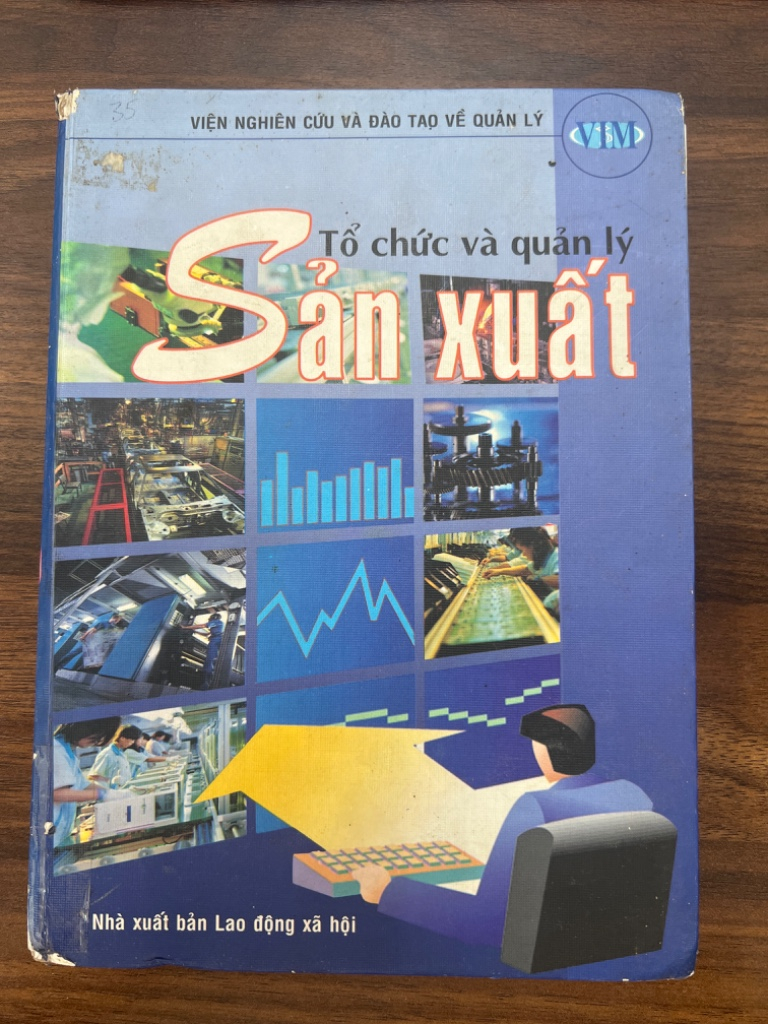 35
VIỆN NGHIÊN CỨU VÀ ĐÀO TẠO VỀ QUẢN LÝ
VIM
Tổ chức và quản lý
Sản xuất
Nhà xuất bản Lao động xã hội